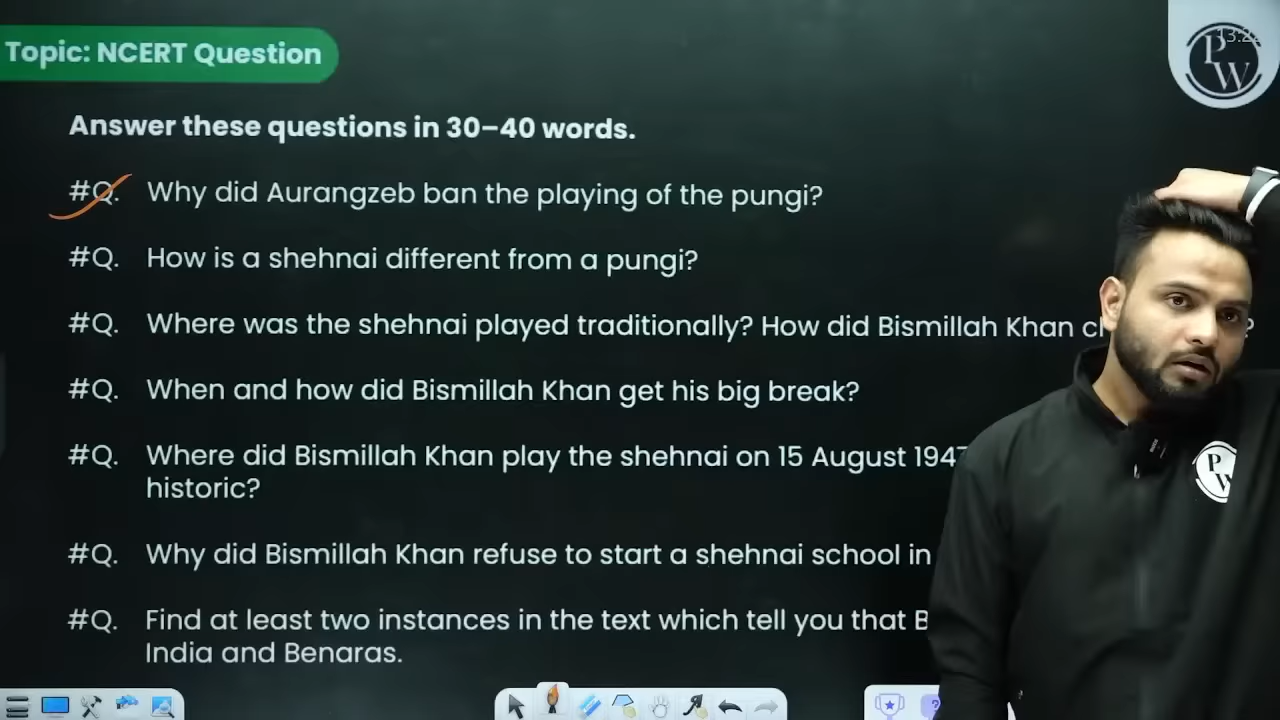 Topic: NCERT Question
PW
Answer these questions in 30–40 words.
#Q. Why did Aurangzeb ban the playing of the pungi?
#Q. How is a shehnai different from a pungi?
#Q. Where was the shehnai played traditionally? How did Bismillah Khan ?
#Q. When and how did Bismillah Khan get his big break?
#Q. Where did Bismillah Khan play the shehnai on 15 August 1947
historic?
PW
#Q. Why did Bismillah Khan refuse to start a shehnai school in
#Q. Find at least two instances in the text which tell you that
India and Benaras.